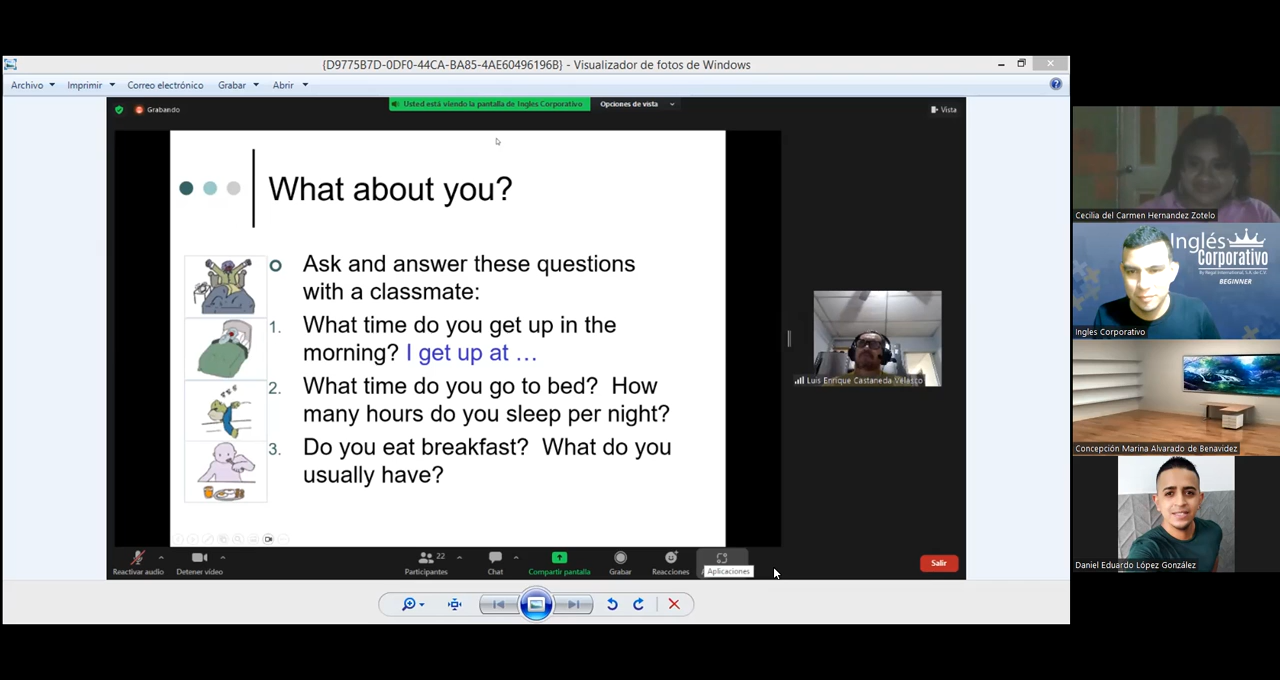 {D9775B7D-0DF0-44CA-BA85-4AE60496196B} - Visualizador de fotos de Windows
Archivo Imprimir Correo electrónico Grabar Abrir
Grabando
Usted está viendo la pantalla de Ingles Corporativo
Opciones de vista
Vista
What about you?
Ask and answer these questions
with a classmate:
1. What time do you get up in the
morning? I get up at …
2. What time do you go to bed? How
many hours do you sleep per night?
3. Do you eat breakfast? What do you
usually have?
Luis Enrique Castaneda Velasco
Reactivar audio
Detener video
22
Participantes
Chat
Compartir pantalla
Grabar
Reacciones
Aplicaciones
Salir
Cecilia del Carmen Hernandez Zotelo
Inglés
Corporativo
By Regal International, S.A. de C.V.
BEGINNER
Ingles Corporativo
Concepción Marina Alvarado de Benavidez
Daniel Eduardo López González